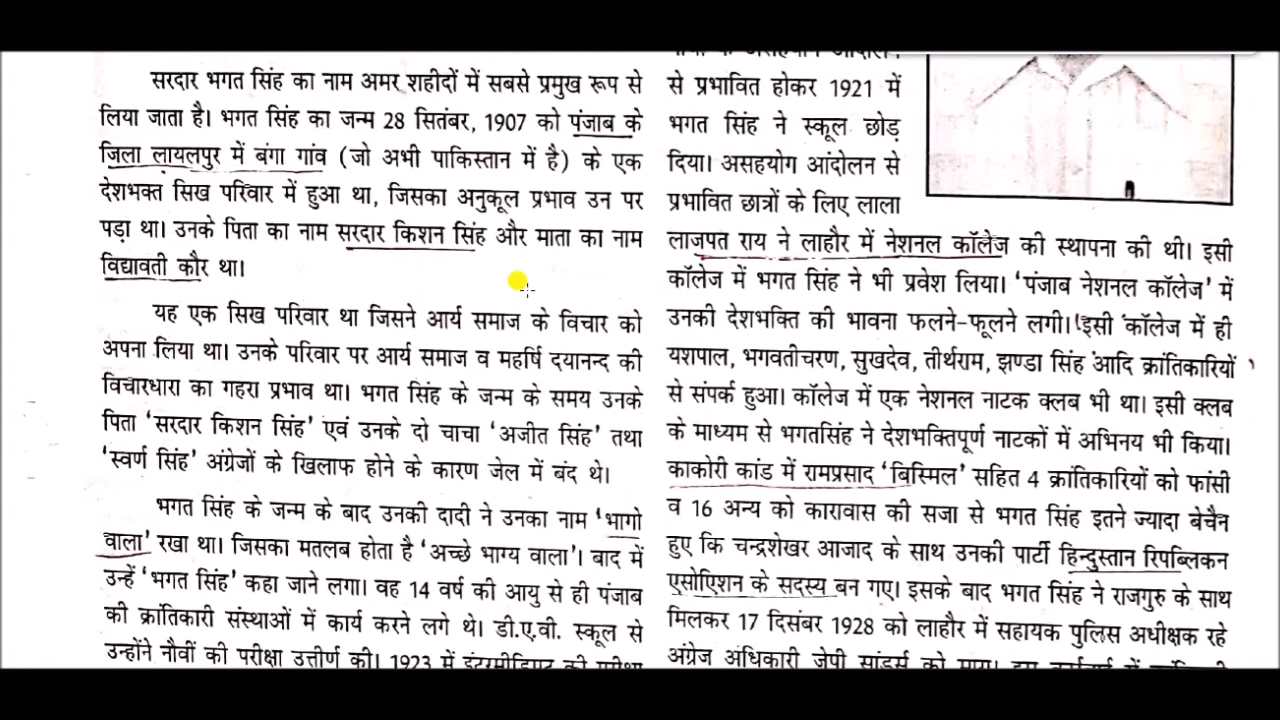 सरदार भगत सिंह का नाम अमर शहीदों में सबसे प्रमुख रूप से
लिया जाता है। भगत सिंह का जन्म 28 सितंबर, 1907 को पंजाब के
जिला लायलपुर में बंगा गांव (जो अभी पाकिस्तान में है) के एक
देशभक्त सिख परिवार में हुआ था, जिसका अनुकूल प्रभाव उन पर
पड़ा था। उनके पिता का नाम सरदार किशन सिंह और माता का नाम
विद्यावती कौर था।
यह एक सिख परिवार था जिसने आर्य समाज के विचार को
अपना लिया था। उनके परिवार पर आर्य समाज व महर्षि दयानन्द की
विचारधारा का गहरा प्रभाव था। भगत सिंह के जन्म के समय उनके
पिता 'सरदार किशन सिंह' एवं उनके दो चाचा 'अजीत सिंह' तथा
'स्वर्ण सिंह' अंग्रेजों के खिलाफ होने के कारण जेल में बंद थे।
भगत सिंह के जन्म के बाद उनकी दादी ने उनका नाम 'भागो
वाला' रखा था। जिसका मतलब होता है 'अच्छे भाग्य वाला'। बाद में
उन्हें 'भगत सिंह' कहा जाने लगा। वह 14 वर्ष की आयु से ही पंजाब
की क्रांतिकारी संस्थाओं में कार्य करने लगे थे। डी.ए.वी. स्कूल से
उन्होंने नौवीं की परीक्षा उत्तीर्ण की। 1923 में इंटरमीडिएट की परीक्षा
से प्रभावित होकर 1921 में
भगत सिंह ने स्कूल छोड़
दिया। असहयोग आंदोलन से
प्रभावित छात्रों के लिए लाला
लाजपत राय ने लाहौर में नेशनल कॉलेज की स्थापना की थी। इसी
कॉलेज में भगत सिंह ने भी प्रवेश लिया। 'पंजाब नेशनल कॉलेज' में
उनकी देशभक्ति की भावना फलने-फूलने लगी। इसी कॉलेज में ही
यशपाल, भगवतीचरण, सुखदेव, तीर्थराम, झण्डा सिंह आदि क्रांतिकारियों
से संपर्क हुआ। कॉलेज में एक नेशनल नाटक क्लब भी था। इसी क्लब
के माध्यम से भगतसिंह ने देशभक्तिपूर्ण नाटकों में अभिनय भी किया।
काकोरी कांड में रामप्रसाद 'बिस्मिल' सहित 4 क्रांतिकारियों को फांसी
व 16 अन्य को कारावास की सजा से भगत सिंह इतने ज्यादा बेचैन
हुए कि चन्द्रशेखर आजाद के साथ उनकी पार्टी हिन्दुस्तान रिपब्लिकन
एसोएिशन के सदस्य बन गए। इसके बाद भगत सिंह ने राजगुरु के साथ
मिलकर 17 दिसंबर 1928 को लाहौर में सहायक पुलिस अधीक्षक रहे
अंग्रेज अधिकारी जेपी सांडर्स को मारा।